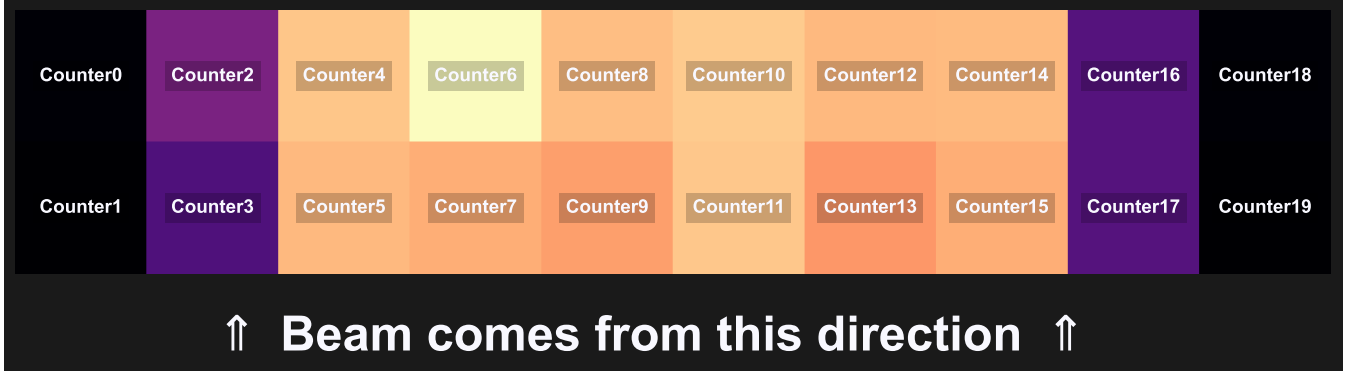 Counter0 Counter2 Counter4 Counter6 Counter8 Counter10 Counter12 Counter14 Counter16 Counter18
Counter1 Counter3 Counter5 Counter7 Counter9 Counter11 Counter13 Counter15 Counter17 Counter19
⇑ Beam comes from this direction ⇑